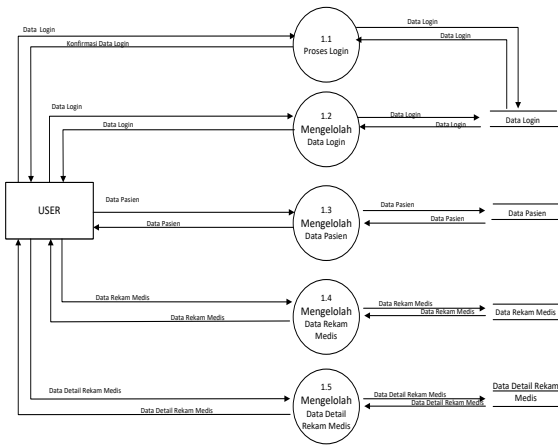 Data Login
Konfirmasi Data Login
1.1
Proses Login
Data Login
Data Login
Data Login
Data Login
1.2
Mengelolah
Data Login
Data Login
Data Login
Data Login
USER
Data Pasien
Data Pasien
1.3
Mengelolah
Data Pasien
Data Pasien
Data Pasien
Data Pasien
Data Rekam Medis
Data Rekam Medis
1.4
Mengelolah
Data Rekam
Medis
Data Rekam Medis
Data Rekam Medis
Data Rekam Medis
Data Detail Rekam Medis
Data Detail Rekam Medis
1.5
Mengelolah
Data Detail
Rekam Medis
Data Detail Rekam Medis
Data Detail Rekam Medis
Data Detail Rekam
Medis